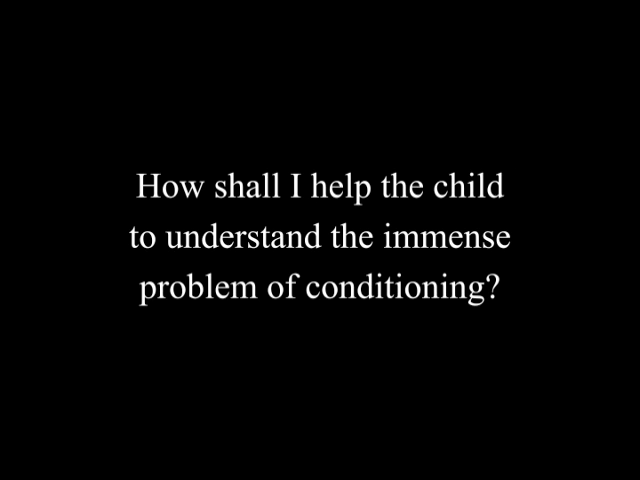 How shall I help the child
to understand the immense
problem of conditioning?